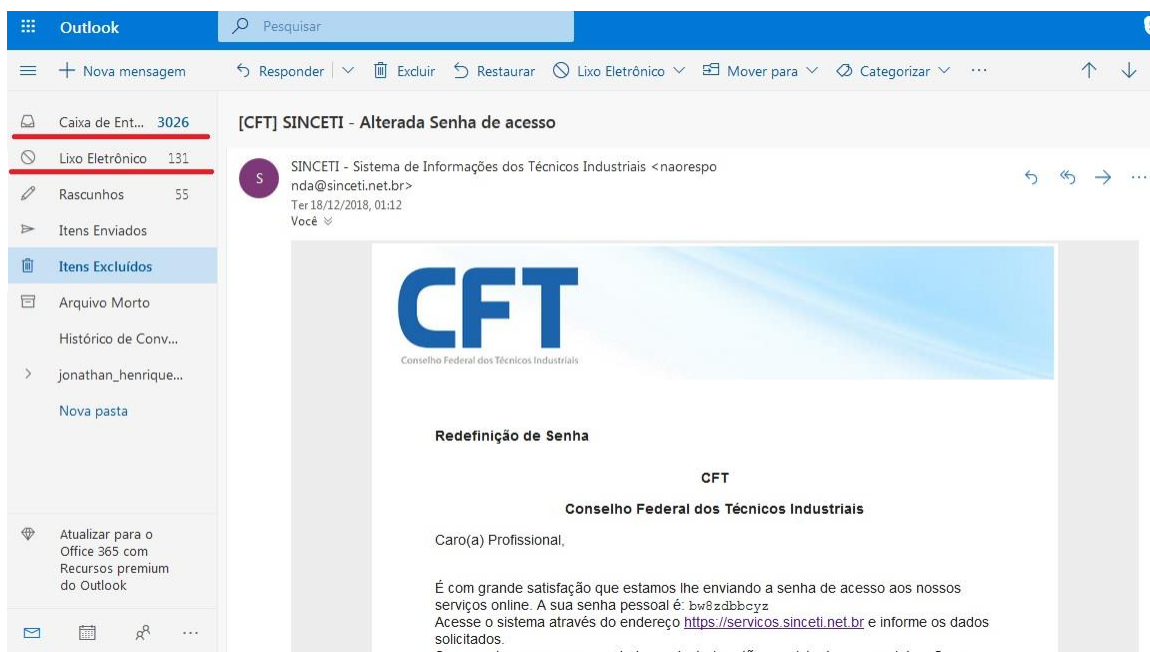 Outlook
Pesquisar
Nova mensagem
Responder
Excluir
Restaurar
Lixo Eletrônico
Mover para
Categorizar
...
Caixa de Ent... 3026
Lixo Eletrônico 131
Rascunhos 55
Itens Enviados
Itens Excluídos
Arquivo Morto
Histórico de Conv...
jonathan_henrique...
Nova pasta
Atualizar para o
Office 365 com
Recursos premium
do Outlook
...
[CFT] SINCETI - Alterada Senha de acesso
S
SINCETI - Sistema de Informações dos Técnicos Industriais <naorespo
nda@sinceti.net.br>
Ter 18/12/2018, 01:12
Você
...
CFT
Conselho Federal dos Técnicos Industriais
Redefinição de Senha
CFT
Conselho Federal dos Técnicos Industriais
Caro(a) Profissional,
É com grande satisfação que estamos lhe enviando a senha de acesso aos nossos
serviços online. A sua senha pessoal é: bw8zdbbcyz
Acesse o sistema através do endereço https://servicos.sinceti.net.br e informe os dados
solicitados.